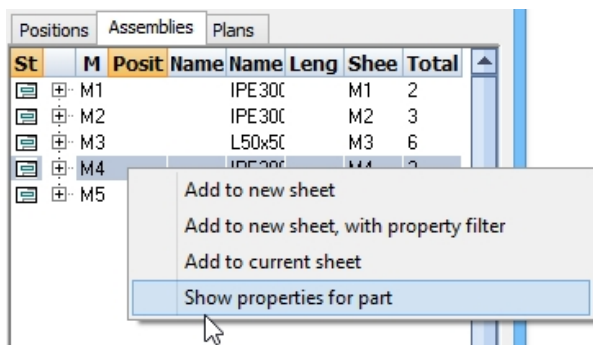 Positions Assemblies Plans
St M Posit Name Name Leng Shee Total
M1 IPE300 M1 2
M2 IPE300 M2 3
M3 L50x50 M3 6
M4 M4
M5
Add to new sheet
Add to new sheet, with property filter
Add to current sheet
Show properties for part